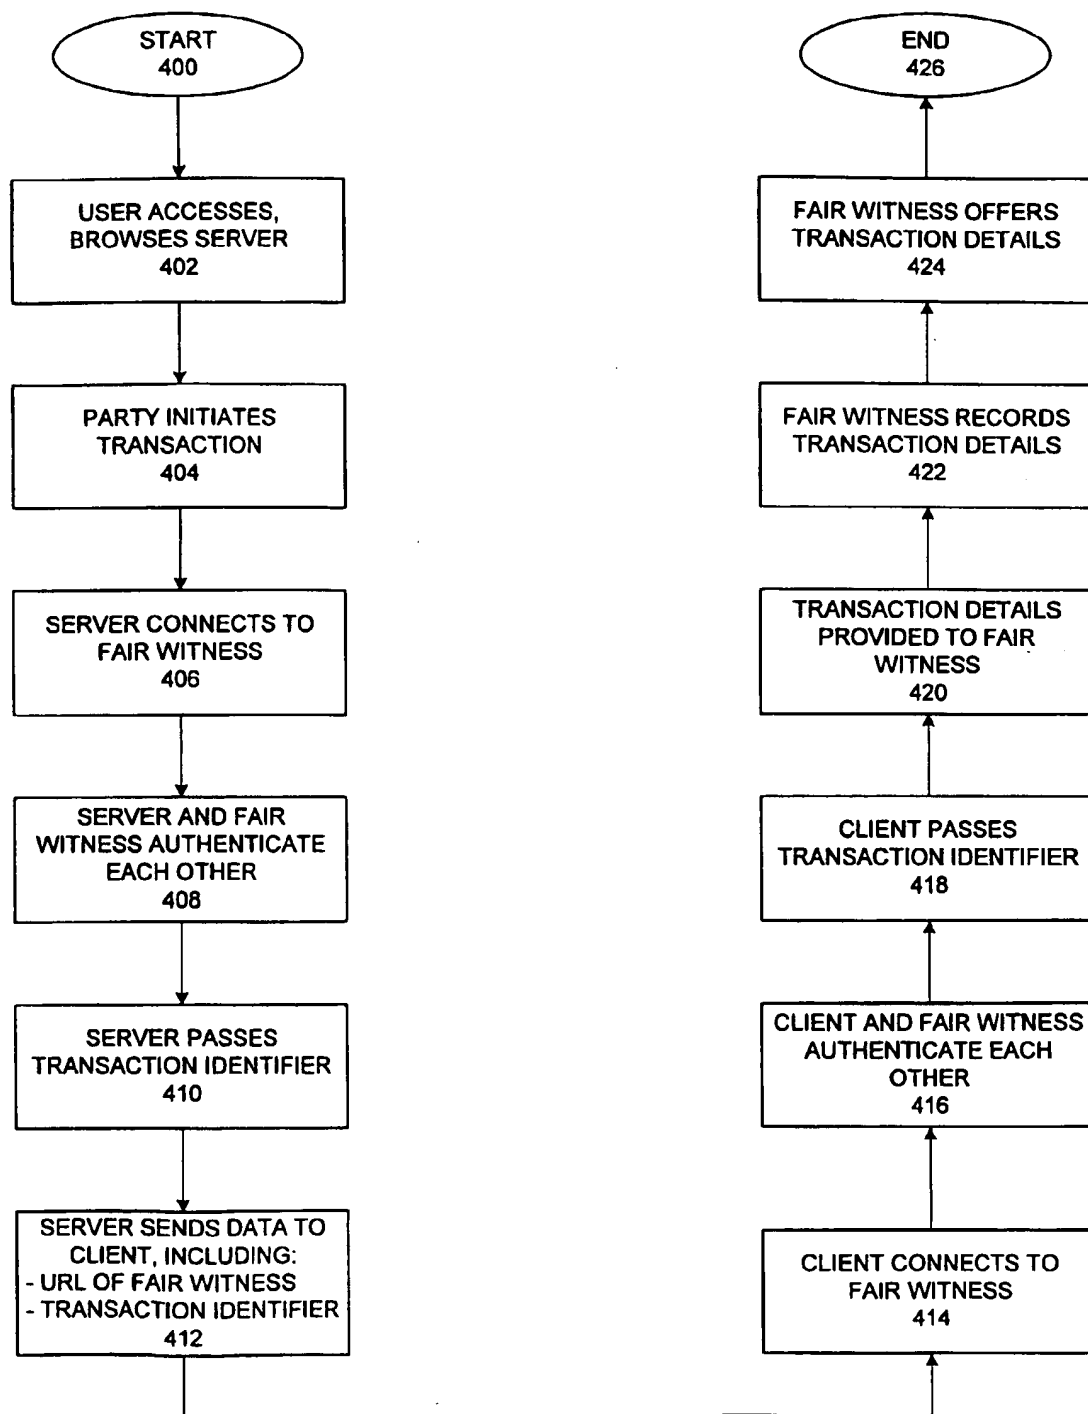 START
400
USER ACCESSES,
BROWSES SERVER
402
PARTY INITIATES
TRANSACTION
404
SERVER CONNECTS TO
FAIR WITNESS
406
SERVER AND FAIR
WITNESS AUTHENTICATE
EACH OTHER
408
SERVER PASSES
TRANSACTION IDENTIFIER
410
SERVER SENDS DATA TO
CLIENT, INCLUDING:
- URL OF FAIR WITNESS
- TRANSACTION IDENTIFIER
412
END
426
FAIR WITNESS OFFERS
TRANSACTION DETAILS
424
FAIR WITNESS RECORDS
TRANSACTION DETAILS
422
TRANSACTION DETAILS
PROVIDED TO FAIR
WITNESS
420
CLIENT PASSES
TRANSACTION IDENTIFIER
418
CLIENT AND FAIR WITNESS
AUTHENTICATE EACH
OTHER
416
CLIENT CONNECTS TO
FAIR WITNESS
414